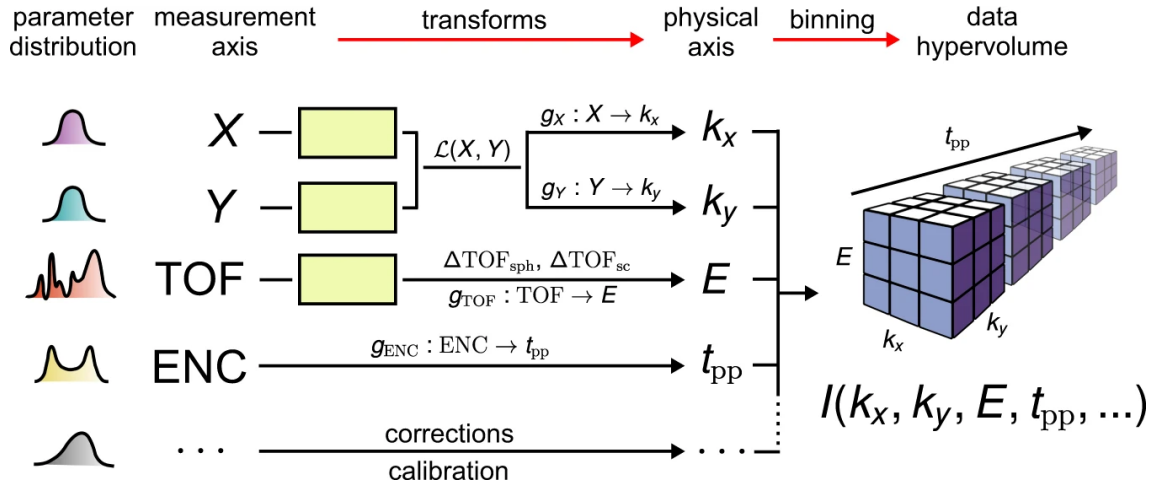 parameter distribution
measurement axis
transforms
physical axis
binning
data hypervolume
X
Y
ℒ(X, Y)
g_X : X → k_x
g_Y : Y → k_y
k_x
k_y
TOF
ΔTOF_sph, ΔTOF_sc
g_TOF : TOF → E
E
ENC
g_ENC : ENC → t_pp
t_pp
· · ·
corrections
calibration
· · ·
t_pp
E
k_x
k_y
I(k_x, k_y, E, t_pp, ...)